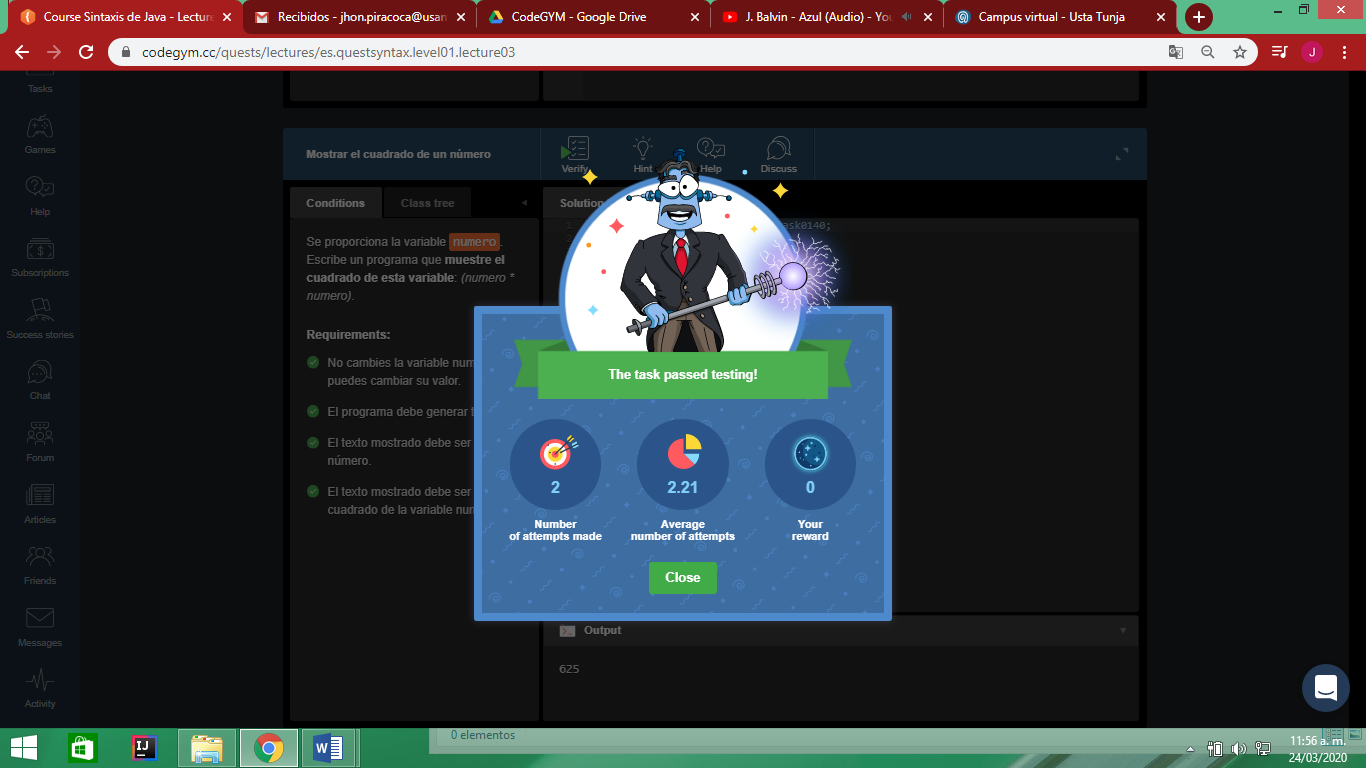 Course Sintaxis de Java - Lecture
Recibidos - jhon.piracoca@usan
CodeGYM - Google Drive
J. Balvin - Azul (Audio) - You
Campus virtual - Usta Tunja
codegym.cc/quests/lectures/es.questsyntax.level01.lecture03
J
Tasks
Games
Help
Subscriptions
Success stories
Chat
Forum
Articles
Friends
Messages
Activity
Mostrar el cuadrado de un número
Verify
Hint
Help
Discuss
Conditions
Class tree
Solution
Se proporciona la variable numero.
Escribe un programa que muestre el
cuadrado de esta variable: (numero *
numero).
Requirements:
No cambies la variable num
puedes cambiar su valor.
El programa debe generar t
El texto mostrado debe ser
número.
El texto mostrado debe ser
cuadrado de la variable nu
1
ask0140;
The task passed testing!
2
Number
of attempts made
2.21
Average
number of attempts
0
Your
reward
Close
Output
625
0 elementos
11:56 a. m.
24/03/2020